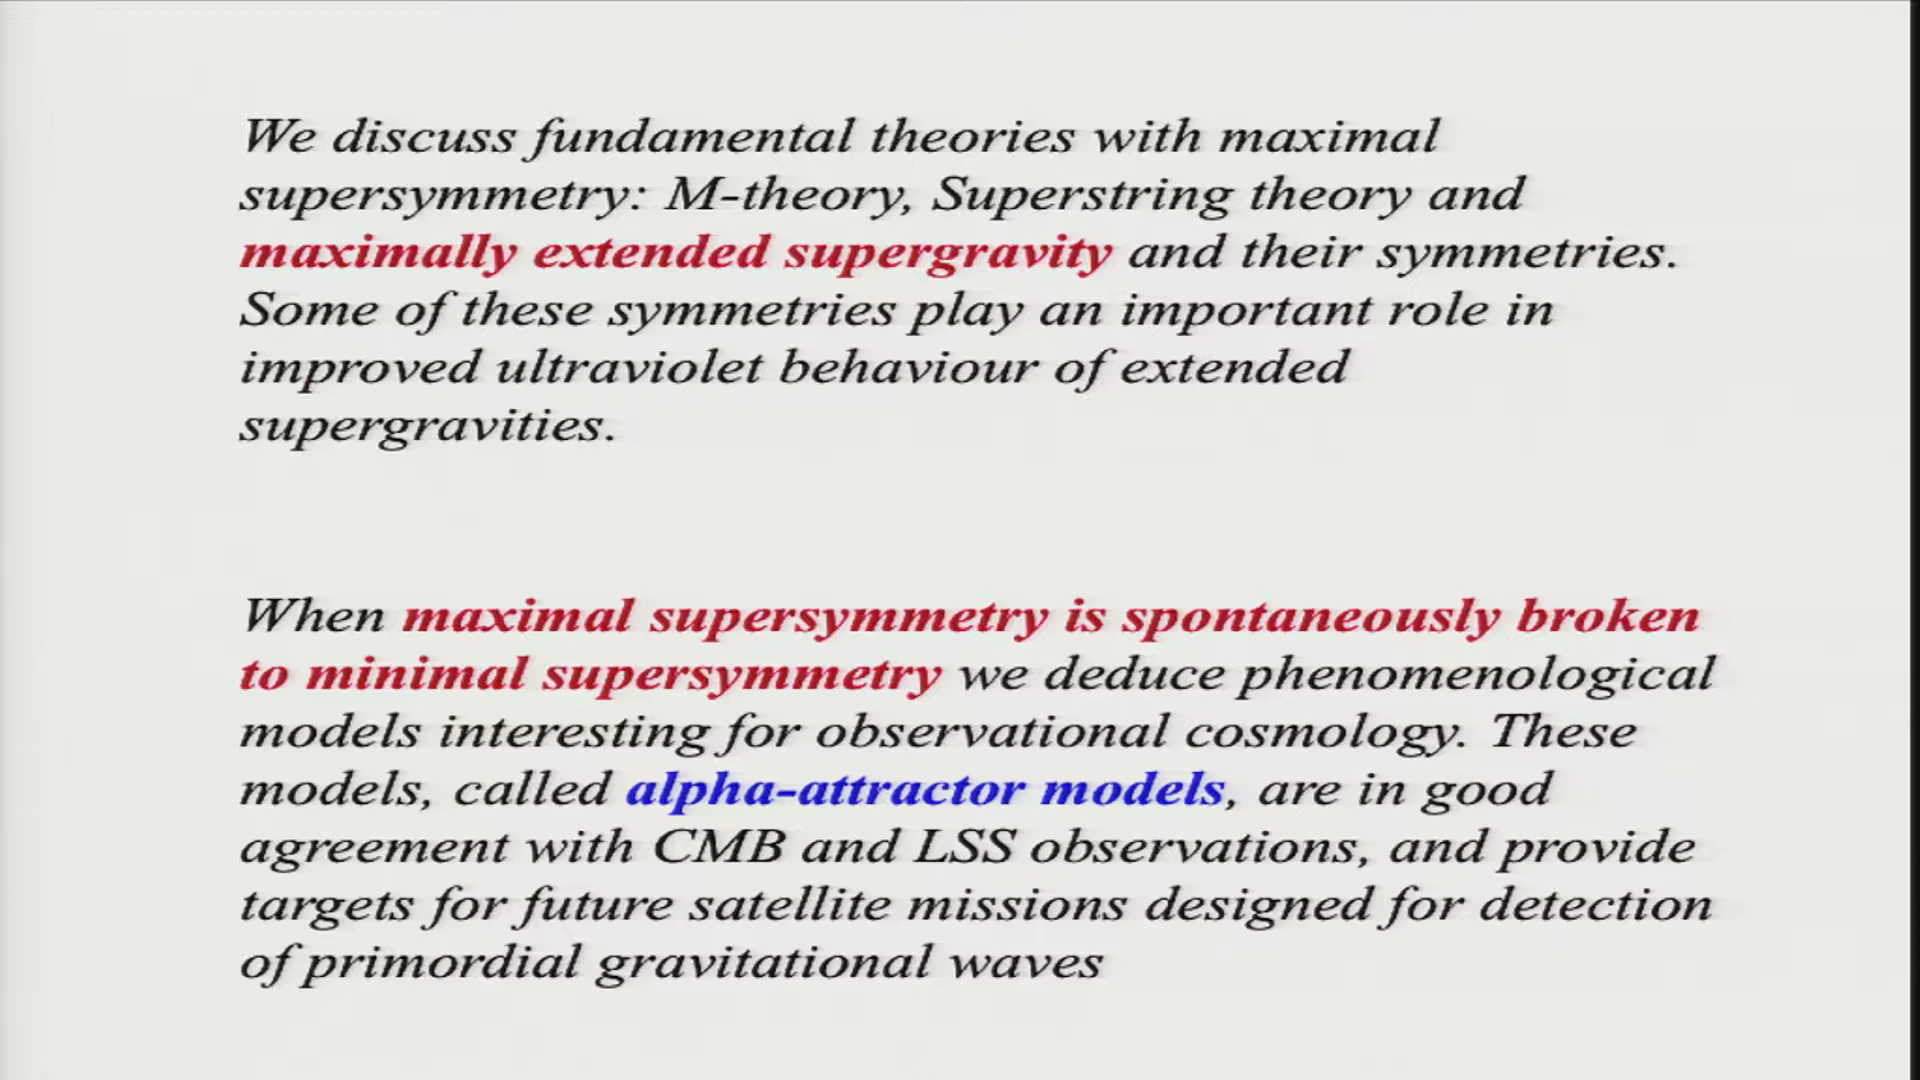 We discuss fundamental theories with maximal
supersymmetry: M-theory, Superstring theory and
maximally extended supergravity and their symmetries.
Some of these symmetries play an important role in
improved ultraviolet behaviour of extended
supergravities.
When maximal supersymmetry is spontaneously broken
to minimal supersymmetry we deduce phenomenological
models interesting for observational cosmology. These
models, called alpha-attractor models, are in good
agreement with CMB and LSS observations, and provide
targets for future satellite missions designed for detection
of primordial gravitational waves